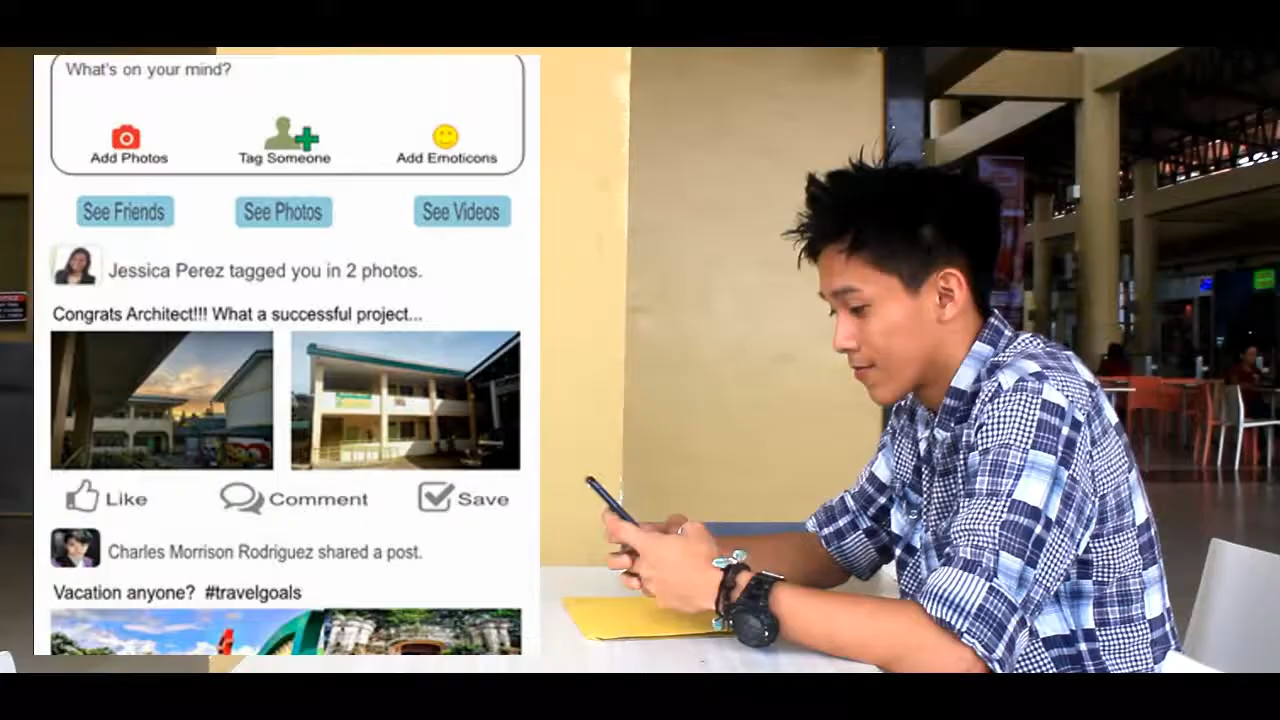 What's on your mind?
Add Photos
Tag Someone
Add Emoticons
See Friends
See Photos
See Videos
Jessica Perez tagged you in 2 photos.
Congrats Architect!!! What a successful project...
Like
Comment
Save
Charles Morrison Rodriguez shared a post.
Vacation anyone? #travelgoals